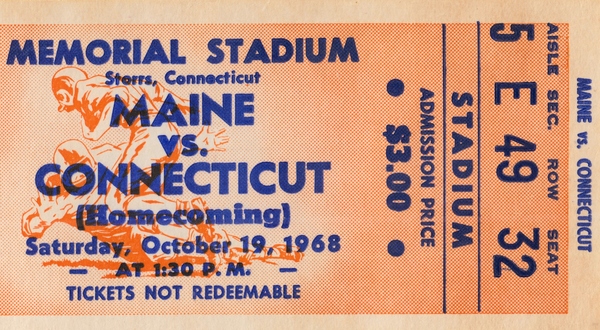 MEMORIAL STADIUM
Storrs, Connecticut
MAINE
vs.
CONNECTICUT
(Homecoming)
Saturday, October 19, 1968
— AT 1:30 P.M. —
TICKETS NOT REDEEMABLE
• $3.00 •
ADMISSION PRICE
STADIUM
AISLE SEC. ROW SEAT
5 E 49 32
MAINE vs. CONNECTICUT